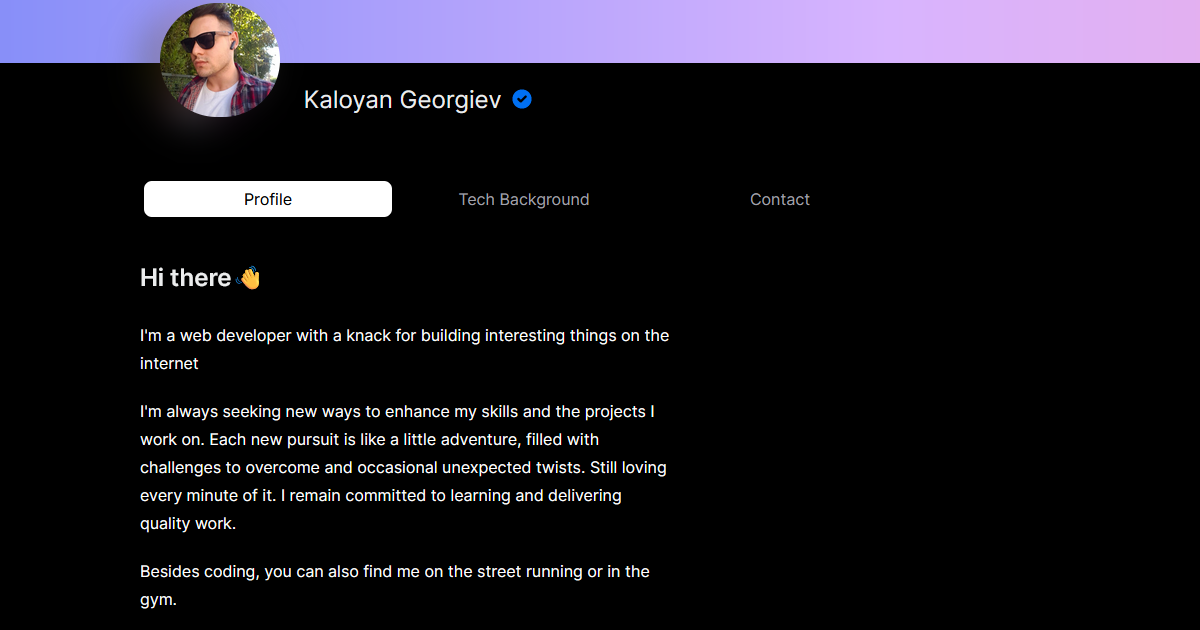 Kaloyan Georgiev
Profile
Tech Background
Contact
Hi there 👋
I'm a web developer with a knack for building interesting things on the
internet
I'm always seeking new ways to enhance my skills and the projects I
work on. Each new pursuit is like a little adventure, filled with
challenges to overcome and occasional unexpected twists. Still loving
every minute of it. I remain committed to learning and delivering
quality work.
Besides coding, you can also find me on the street running or in the
gym.